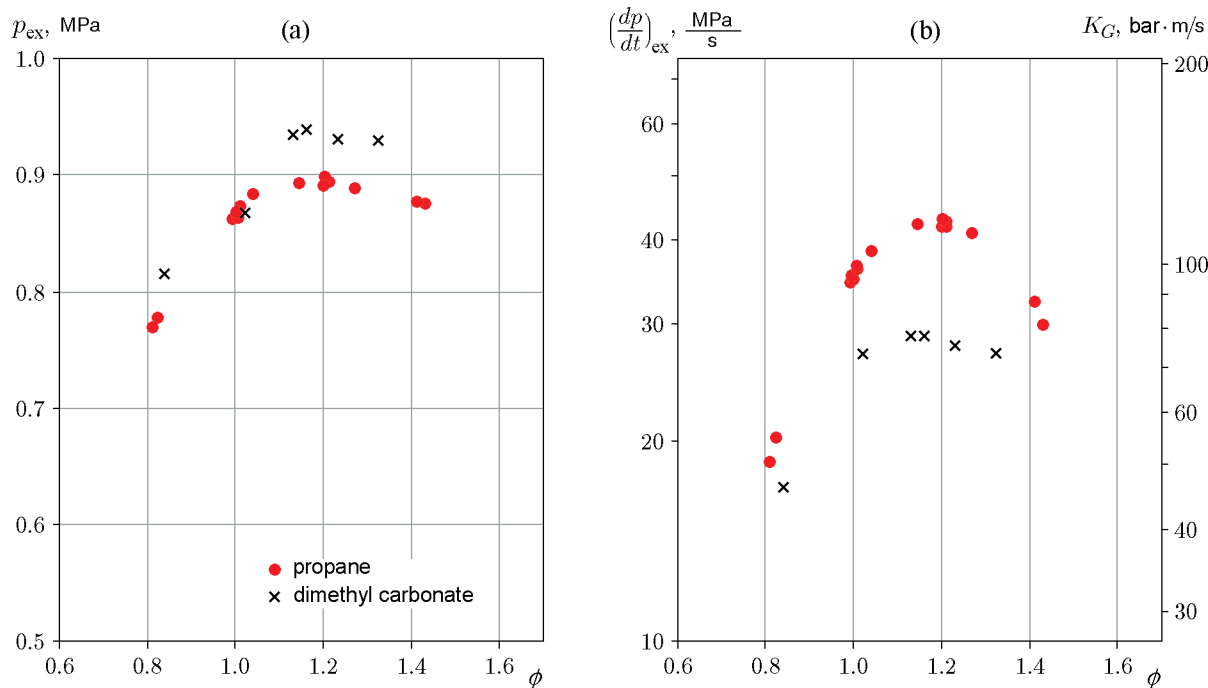 p_ex, MPa
(a)
1.0
0.9
0.8
0.7
0.6
0.5
0.6 0.8 1.0 1.2 1.4 1.6 ϕ
propane
dimethyl carbonate
(dp/dt)_ex, MPa/s
(b)
K_G, bar·m/s
60
40
30
20
10
200
100
60
40
30
0.6 0.8 1.0 1.2 1.4 1.6 ϕ